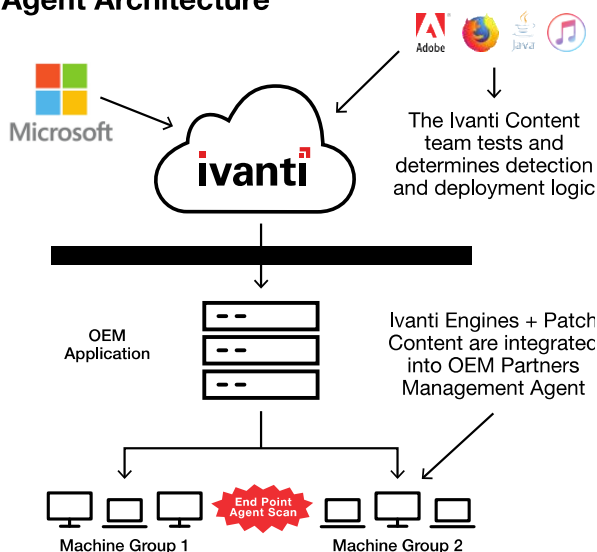 Agent Architecture
Adobe
Java
Microsoft
The Ivanti Content
team tests and
determines detection
and deployment logic
ivanti
OEM
Application
Ivanti Engines + Patch
Content are integrated
into OEM Partners
Management Agent
End Point
Agent Scan
Machine Group 1
Machine Group 2